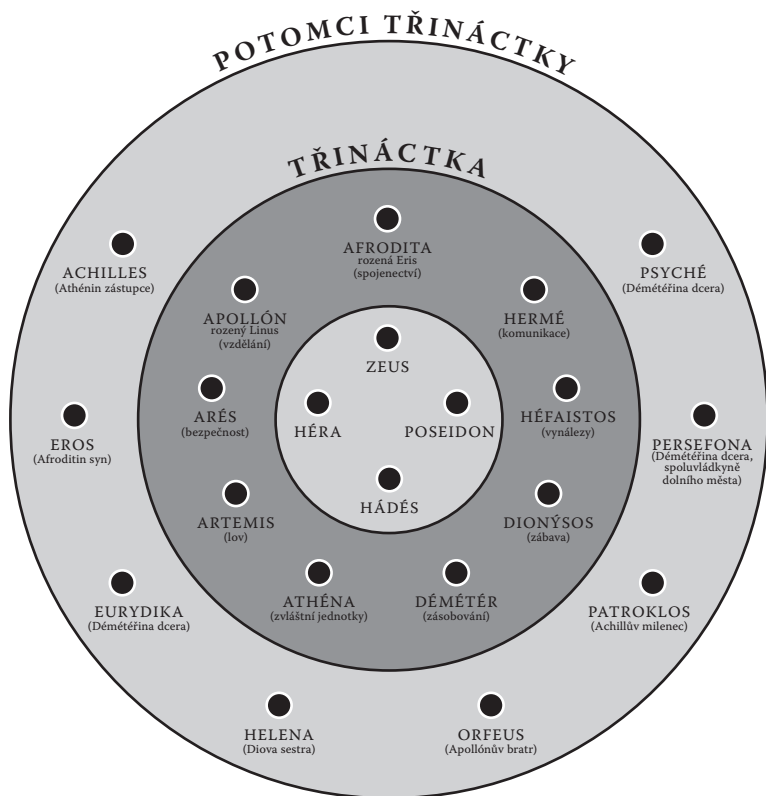 POTOMCI TŘINÁCTKY
TŘINÁCTKA
AFRODITA
rozená Eris
(spojenectví)
ACHILLES
(Athénin zástupce)
PSYCHÉ
(Démétéřina dcera)
APOLLÓN
rozený Linus
(vzdělání)
HERMÉ
(komunikace)
ZEUS
ARÉS
(bezpečnost)
HÉRA
POSEIDON
HÉFAISTOS
(vynálezy)
EROS
(Afroditin syn)
PERSEFONA
(Démétéřina dcera,
spoluvládkyně
dolního města)
HÁDÉS
ARTEMIS
(lov)
DIONÝSOS
(zábava)
ATHÉNA
(zvláštní jednotky)
DÉMÉTÉR
(zásobování)
EURYDIKA
(Démétéřina dcera)
PATROKLOS
(Achillův milenec)
HELENA
(Diova sestra)
ORFEUS
(Apollónův bratr)